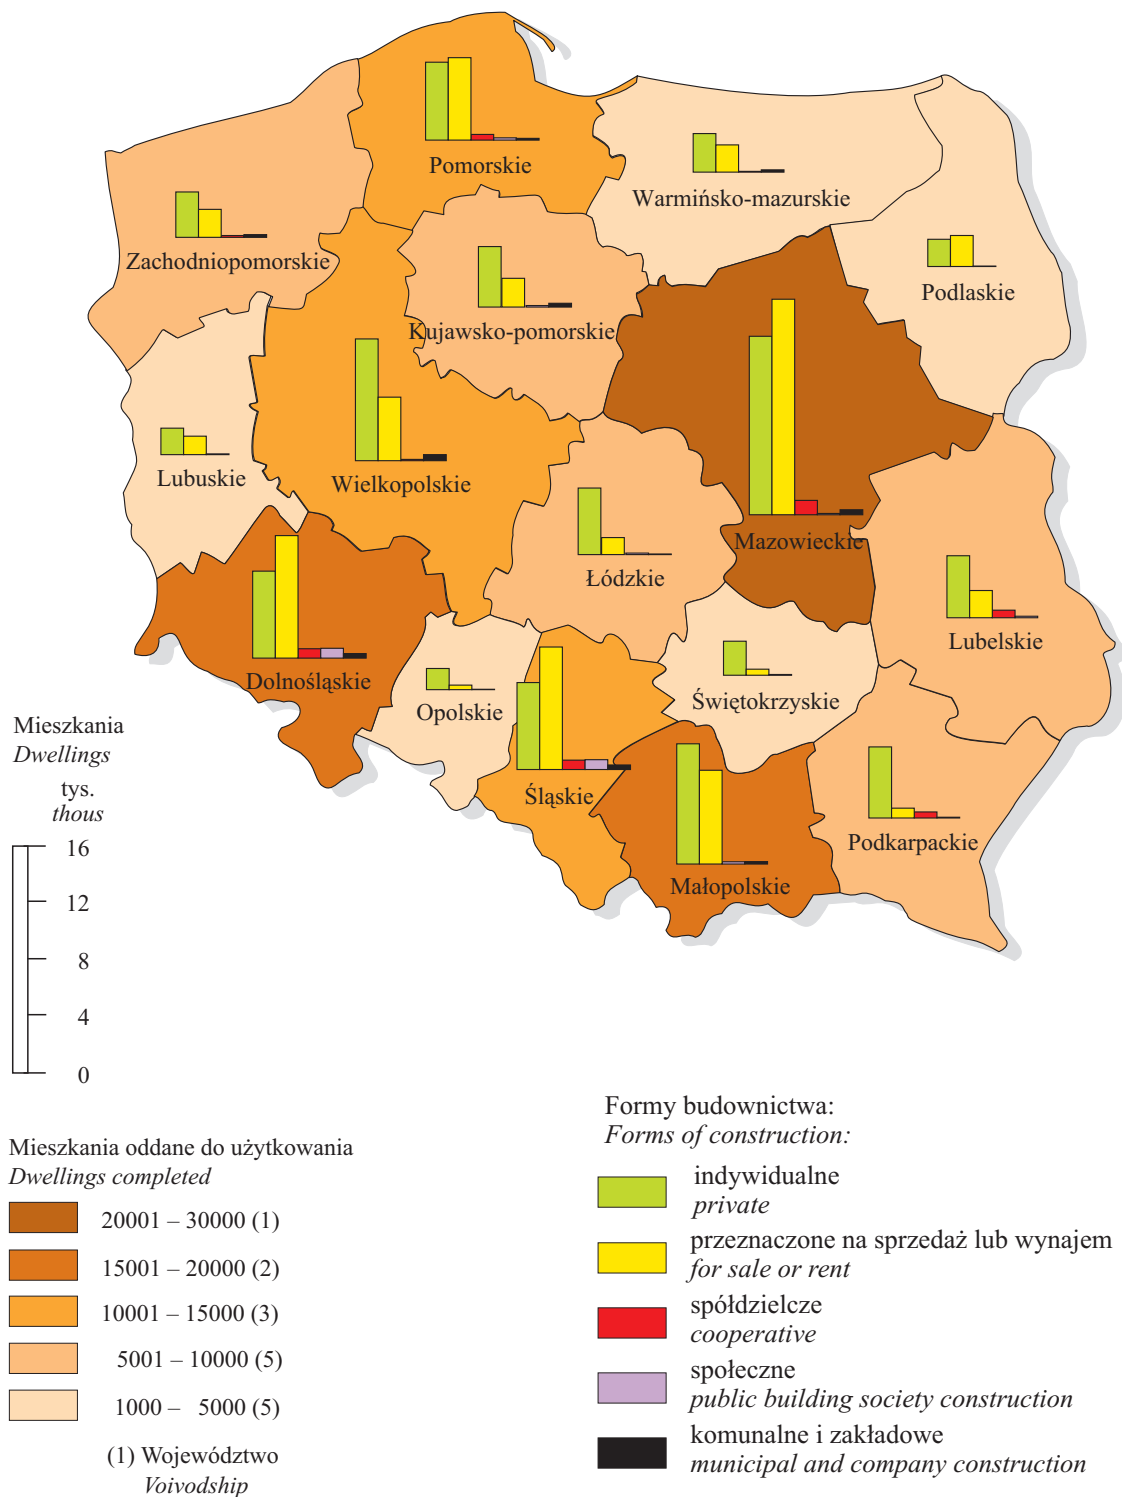 Pomorskie
Warmińsko-mazurskie
Zachodniopomorskie
Podlaskie
Kujawsko-pomorskie
Lubuskie
Wielkopolskie
Mazowieckie
Łódzkie
Lubelskie
Dolnośląskie
Opolskie
Świętokrzyskie
Śląskie
Podkarpackie
Małopolskie
Mieszkania
Dwellings
tys.
thous
16
12
8
4
0
Mieszkania oddane do użytkowania
Dwellings completed
20001 – 30000 (1)
15001 – 20000 (2)
10001 – 15000 (3)
5001 – 10000 (5)
1000 – 5000 (5)
(1) Województwo
Voivodship
Formy budownictwa:
Forms of construction:
indywidualne
private
przeznaczone na sprzedaż lub wynajem
for sale or rent
spółdzielcze
cooperative
społeczne
public building society construction
komunalne i zakładowe
municipal and company construction